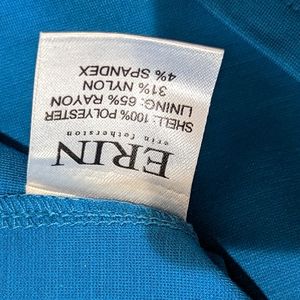 ERIN
erin fetherston
SHELL: 100% POLYESTER
LINING: 65% RAYON
31% NYLON
4% SPANDEX